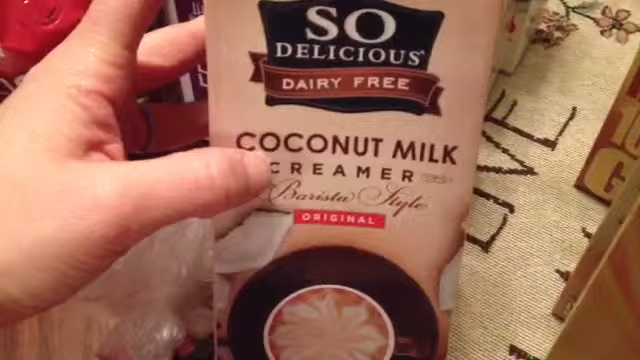 SO
DELICIOUS
DAIRY FREE
COCONUT MILK
CREAMER
Barista Style
ORIGINAL